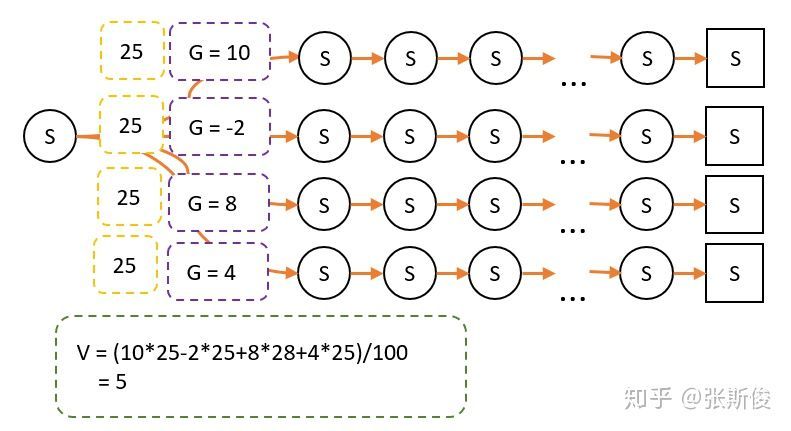 25 G = 10 S S S ... S S
S 25 G = -2 S S S ... S S
25 G = 8 S S S ... S S
25 G = 4 S S S ... S S
V = (10*25-2*25+8*28+4*25)/100
= 5
知乎 @张斯俊